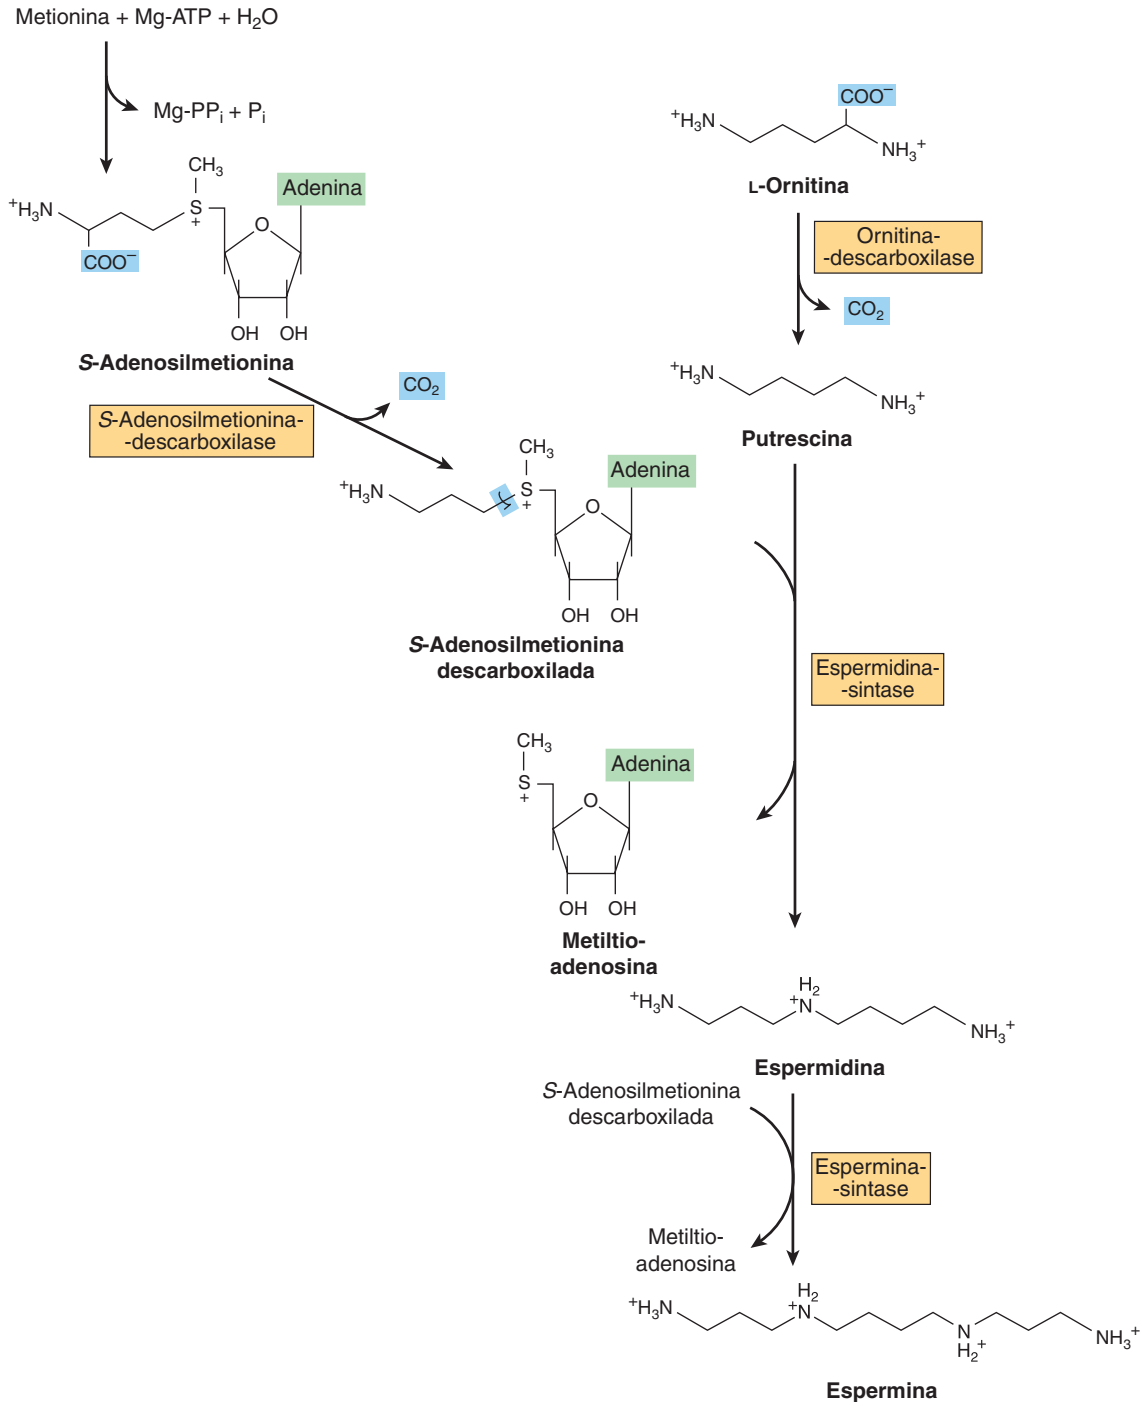 Metionina + Mg-ATP + H₂O
Mg-PPᵢ + Pᵢ
CH₃
Adenina
⁺H₃N
S
+
O
COO⁻
OH OH
S-Adenosilmetionina
COO⁻
⁺H₃N
NH₃⁺
L-Ornitina
Ornitina-
-descarboxilase
CO₂
⁺H₃N
NH₃⁺
Putrescina
CO₂
S-Adenosilmetionina-
-descarboxilase
CH₃
Adenina
⁺H₃N
S
+
O
OH OH
S-Adenosilmetionina
descarboxilada
Espermidina-
-sintase
CH₃
Adenina
S
+
O
OH OH
Metiltio-
adenosina
H₂
⁺H₃N
⁺N
NH₃⁺
Espermidina
S-Adenosilmetionina
descarboxilada
Espermina-
-sintase
Metiltio-
adenosina
H₂
⁺H₃N
⁺N
N
H₂⁺
NH₃⁺
Espermina